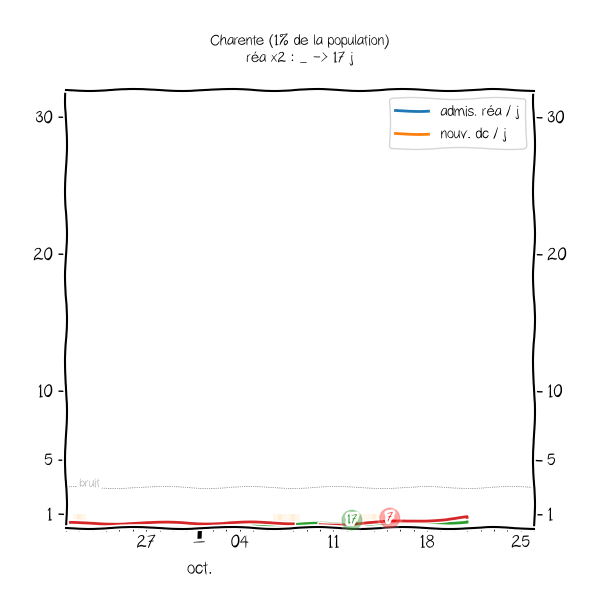 Charente (1% de la population)
réa x2 : _ -> 17 j
admis. réa / j
nouv. dc / j
30
30
20
20
10
10
5
5
bruit
1
17
7
1
27
04
11
18
25
oct.